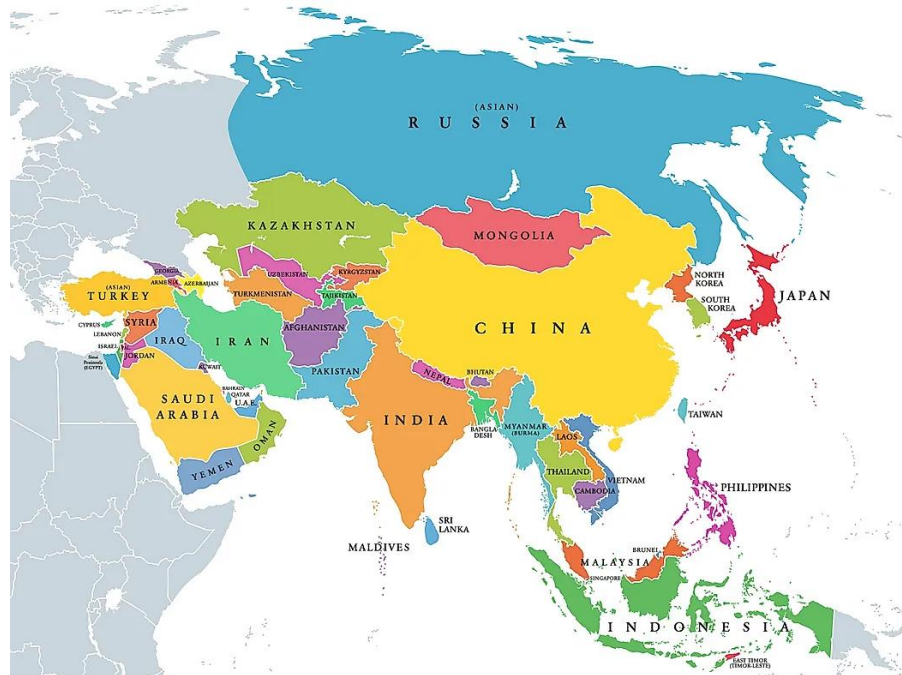 (ASIAN)
RUSSIA
KAZAKHSTAN
MONGOLIA
GEORGIA
ARMENIA
AZERBAIJAN
UZBEKISTAN
KYRGYZSTAN
(ASIAN)
TURKEY
TURKMENISTAN
TAJIKISTAN
NORTH
KOREA
SOUTH
KOREA
JAPAN
CYPRUS
LEBANON
SYRIA
ISRAEL
JORDAN
IRAQ
IRAN
AFGHANISTAN
CHINA
Sinai
Peninsula
(EGYPT)
KUWAIT
PAKISTAN
NEPAL
BHUTAN
BAHRAIN
QATAR
U.A.E.
SAUDI
ARABIA
OMAN
YEMEN
INDIA
BANGLA
DESH
MYANMAR
(BURMA)
LAOS
TAIWAN
THAILAND
VIETNAM
CAMBODIA
PHILIPPINES
SRI
LANKA
MALDIVES
BRUNEI
MALAYSIA
SINGAPORE
INDONESIA
EAST TIMOR
(TIMOR-LESTE)